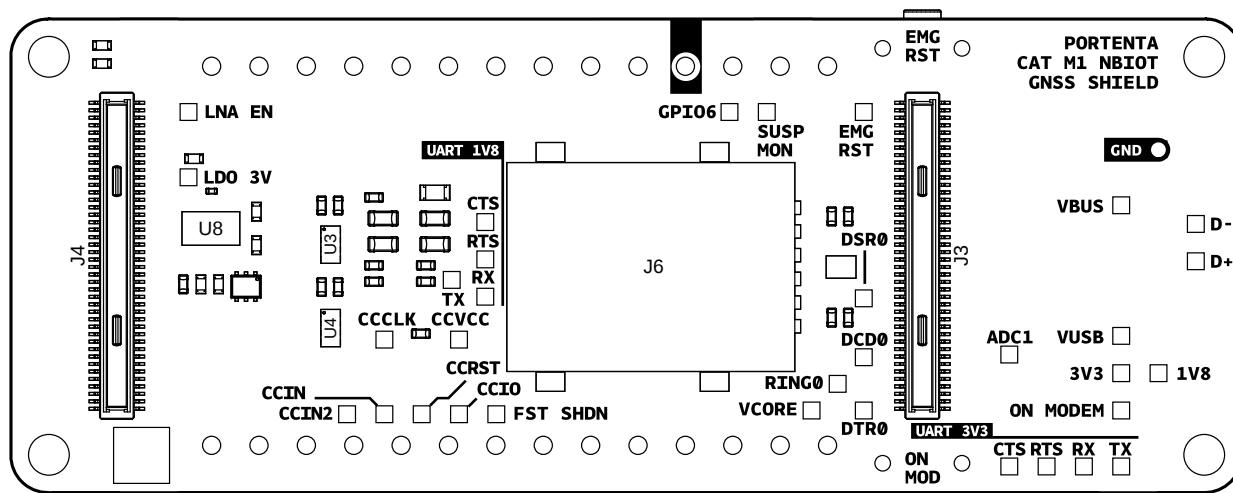 EMG
RST
PORTENTA
CAT M1 NBIOT
GNSS SHIELD
LNA EN
GPIO6
SUSP
MON
EMG
RST
UART 1V8
GND
LDO 3V
CTS
VBUS
U8
U3
RTS
DSR0
D-
J4
J6
J3
D+
RX
TX
U4
CCCLK
CCVCC
DCD0
ADC1
VUSB
CCRST
CCIN
CCIO
RING0
3V3
1V8
CCIN2
FST SHDN
VCORE
DTR0
ON MODEM
UART 3V3
ON
MOD
CTS
RTS
RX
TX